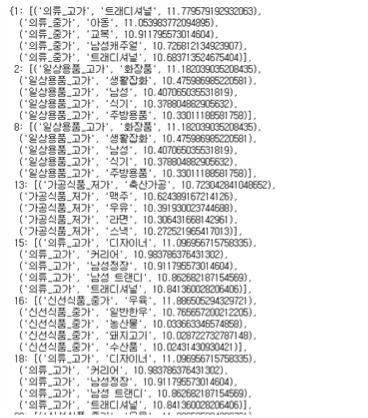 {1: [('의류_고가', '트래디셔널', 11.779579192932063),
('의류_중가', '아동', 11.053983772094895),
('의류_중가', '교복', 10.911795573014604),
('의류_중가', '남성캐주얼', 10.726812134923907),
('의류_중가', '트래디셔널', 10.683713524675404)],
2: [('일상용품_고가', '화장품', 11.182039035208435),
('일상용품_고가', '생활잡화', 10.475986985220581),
('일상용품_고가', '남성', 10.407065035531819),
('일상용품_고가', '식기', 10.378804882905632),
('일상용품_고가', '주방용품', 10.33011188581758)],
8: [('일상용품_고가', '화장품', 11.182039035208435),
('일상용품_고가', '생활잡화', 10.475986985220581),
('일상용품_고가', '남성', 10.407065035531819),
('일상용품_고가', '식기', 10.378804882905632),
('일상용품_고가', '주방용품', 10.33011188581758)],
13: [('가공식품_저가', '축산가공', 10.723042841048652),
('가공식품_저가', '맥주', 10.624389167214126),
('가공식품_저가', '우유', 10.391930023744688),
('가공식품_저가', '라면', 10.306431668142961),
('가공식품_저가', '스낵', 10.272521965417013)],
15: [('의류_고가', '디자이너', 11.096956715758335),
('의류_고가', '커리어', 10.983786376431302),
('의류_고가', '남성정장', 10.911795573014604),
('의류_고가', '남성 트랜디', 10.862682187154569),
('의류_고가', '트래디셔널', 10.841360028206406)],
16: [('신선식품_중가', '우육', 11.886505294329721),
('신선식품_중가', '일반한우', 10.765657200212205),
('신선식품_중가', '농산물', 10.033663346574858),
('신선식품_중가', '돼지고기', 10.028722732787148),
('신선식품_중가', '수산품', 10.02431430930421)],
18: [('의류_고가', '디자이너', 11.096956715758335),
('의류_고가', '커리어', 10.983786376431302),
('의류_고가', '남성정장', 10.911795573014604),
('의류_고가', '남성 트랜디', 10.862682187154569),
('의류_고가', '트래디셔널', 10.841360028206406)],